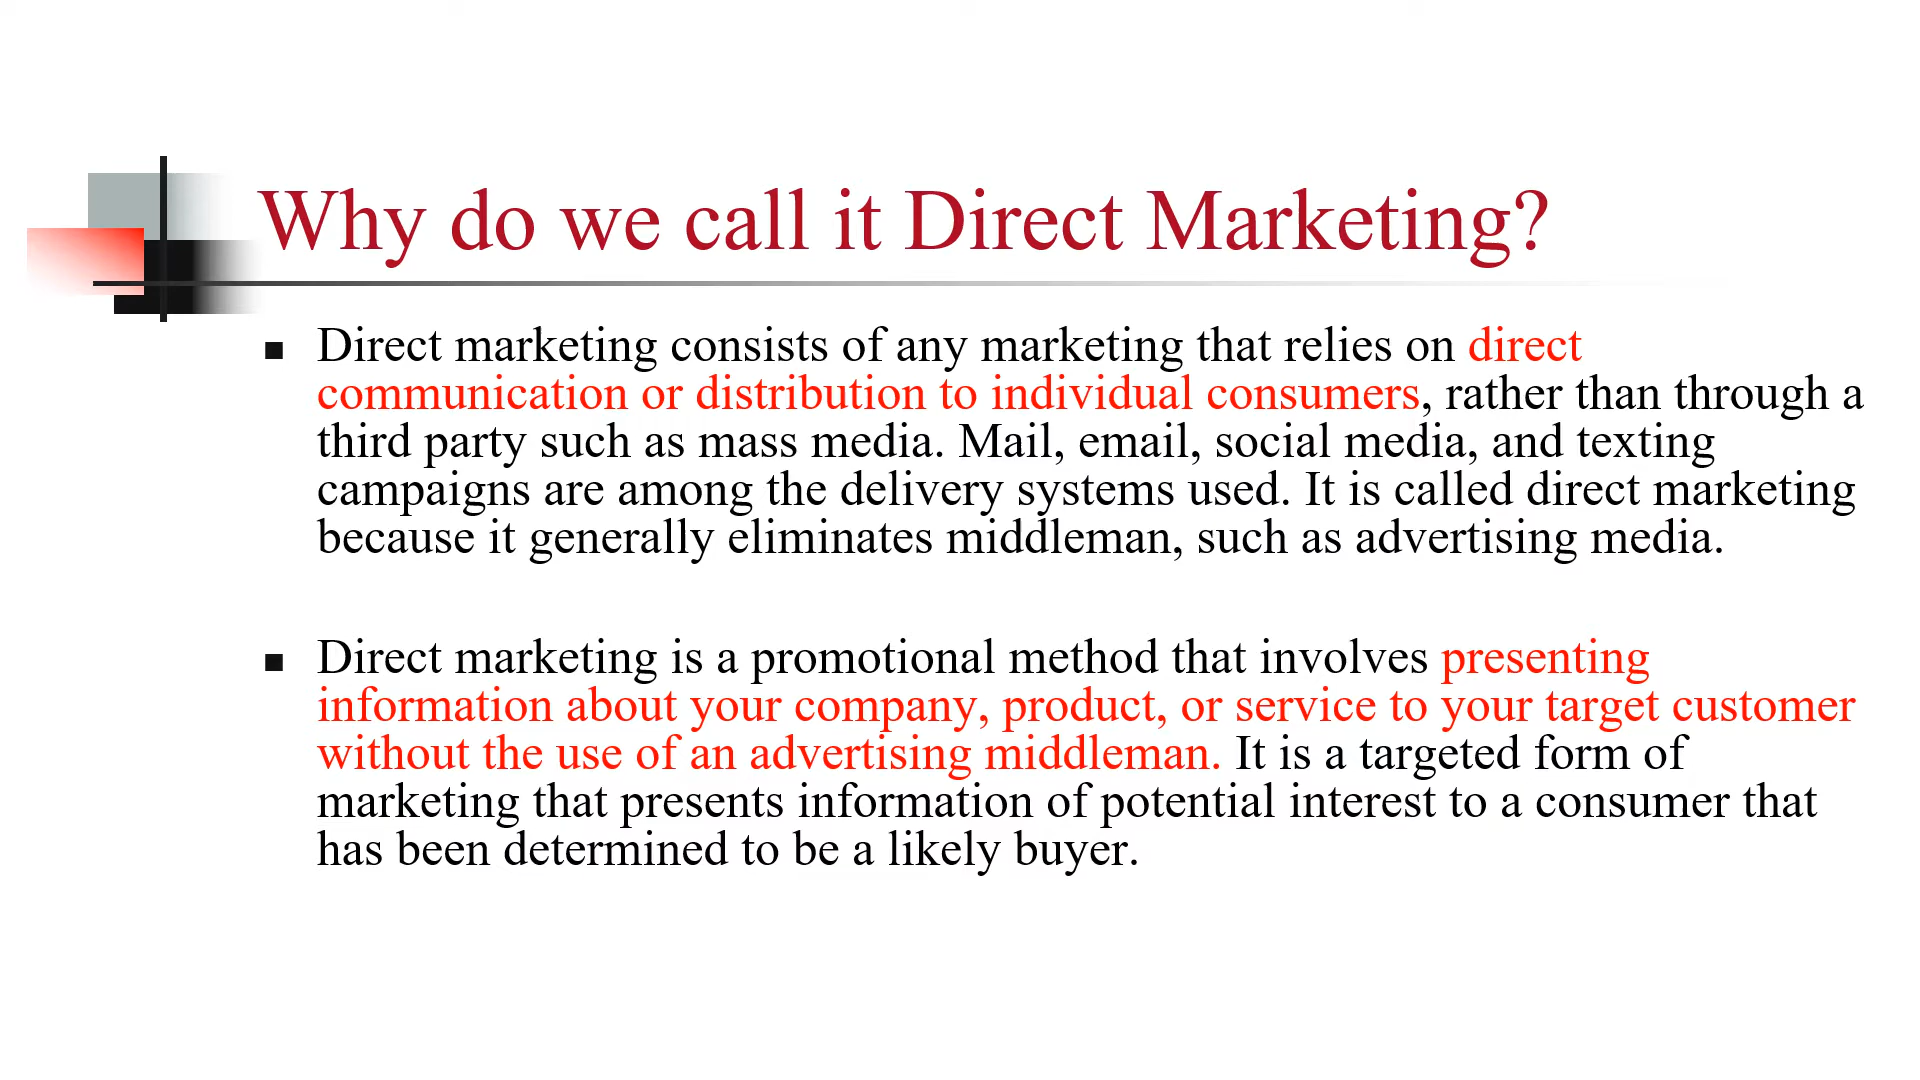 Why do we call it Direct Marketing?
Direct marketing consists of any marketing that relies on direct
communication or distribution to individual consumers, rather than through a
third party such as mass media. Mail, email, social media, and texting
campaigns are among the delivery systems used. It is called direct marketing
because it generally eliminates middleman, such as advertising media.
Direct marketing is a promotional method that involves presenting
information about your company, product, or service to your target customer
without the use of an advertising middleman. It is a targeted form of
marketing that presents information of potential interest to a consumer that
has been determined to be a likely buyer.